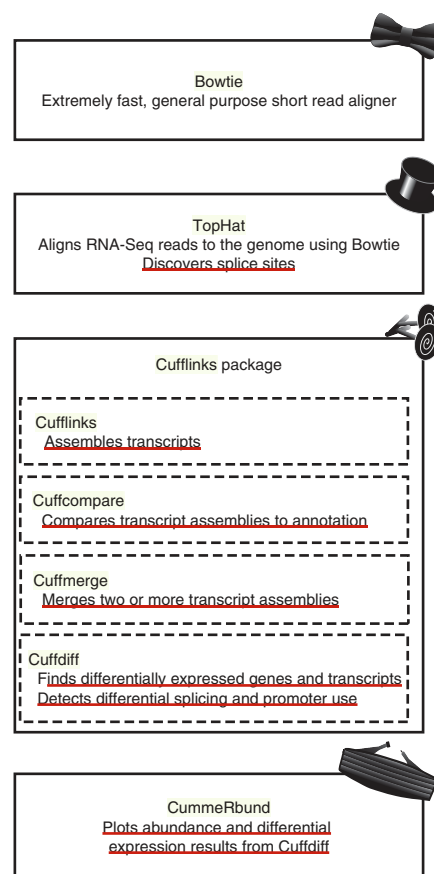 Bowtie
Extremely fast, general purpose short read aligner
TopHat
Aligns RNA-Seq reads to the genome using Bowtie
Discovers splice sites
Cufflinks package
Cufflinks
Assembles transcripts
Cuffcompare
Compares transcript assemblies to annotation
Cuffmerge
Merges two or more transcript assemblies
Cuffdiff
Finds differentially expressed genes and transcripts
Detects differential splicing and promoter use
CummeRbund
Plots abundance and differential
expression results from Cuffdiff